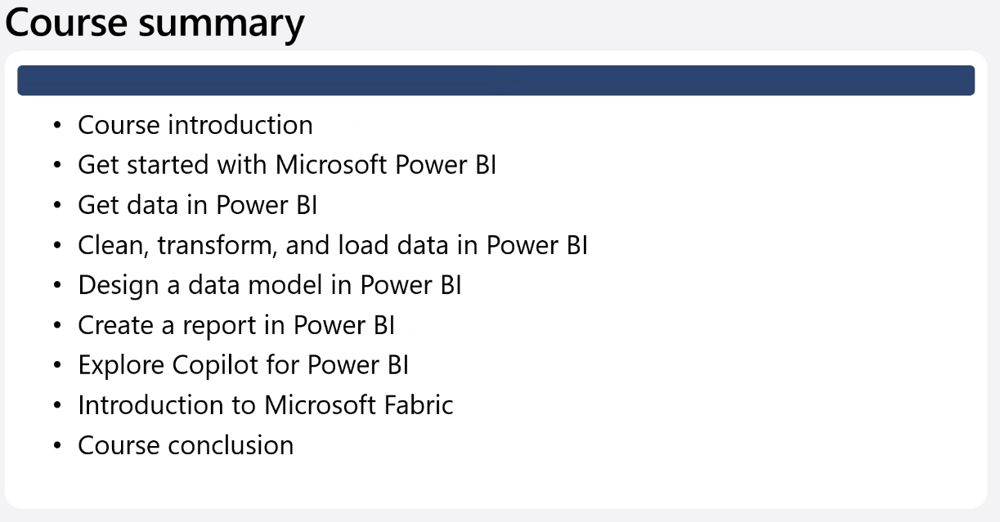 Course summary
• Course introduction
• Get started with Microsoft Power BI
• Get data in Power BI
• Clean, transform, and load data in Power BI
• Design a data model in Power BI
• Create a report in Power BI
• Explore Copilot for Power BI
• Introduction to Microsoft Fabric
• Course conclusion